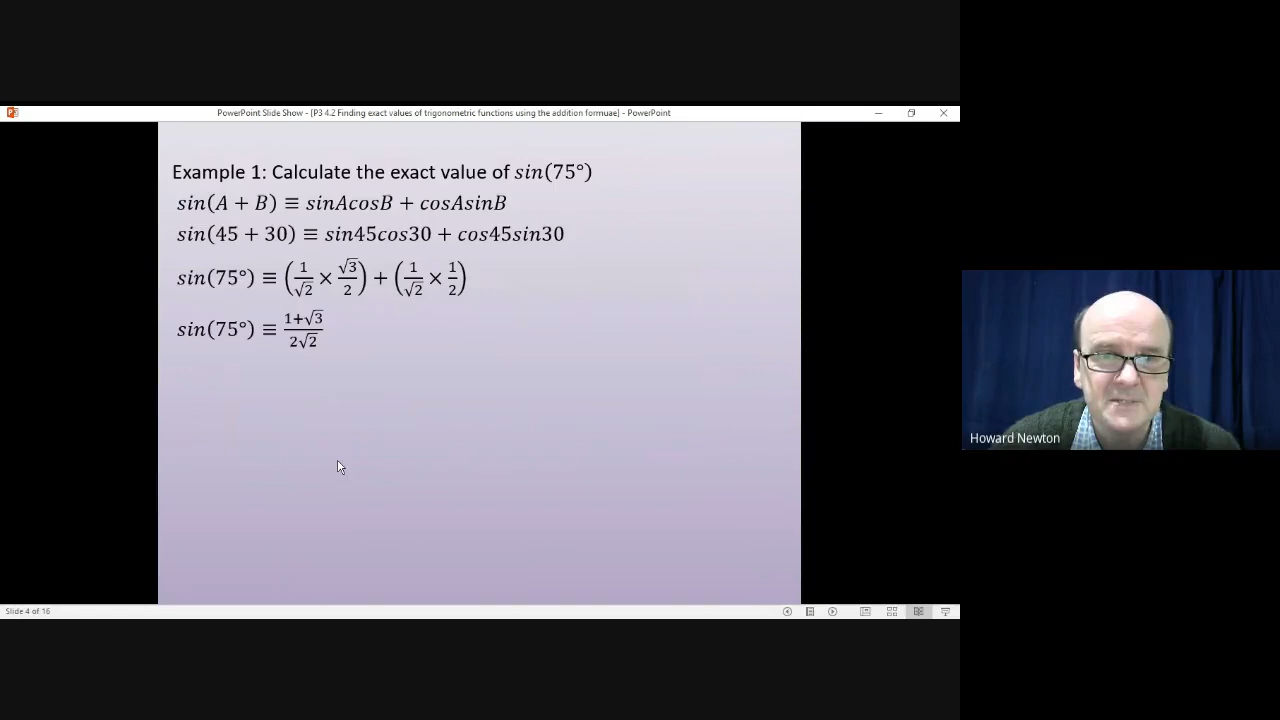 PowerPoint Slide Show - [P3 4.2 Finding exact values of trigonometric functions using the addition formuae] - PowerPoint
Example 1: Calculate the exact value of sin(75°)
sin(A + B) ≡ sinAcosB + cosAsinB
sin(45 + 30) ≡ sin45cos30 + cos45sin30
sin(75°) ≡ (1/√2 × √3/2) + (1/√2 × 1/2)
sin(75°) ≡ (1+√3)/(2√2)
Howard Newton
Slide 4 of 16